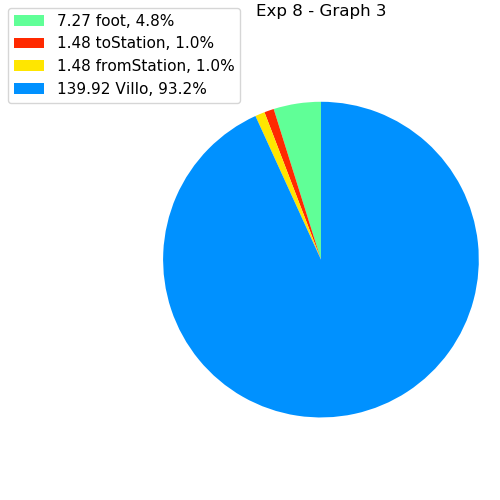 Exp 8 - Graph 3
7.27 foot, 4.8%
1.48 toStation, 1.0%
1.48 fromStation, 1.0%
139.92 Villo, 93.2%